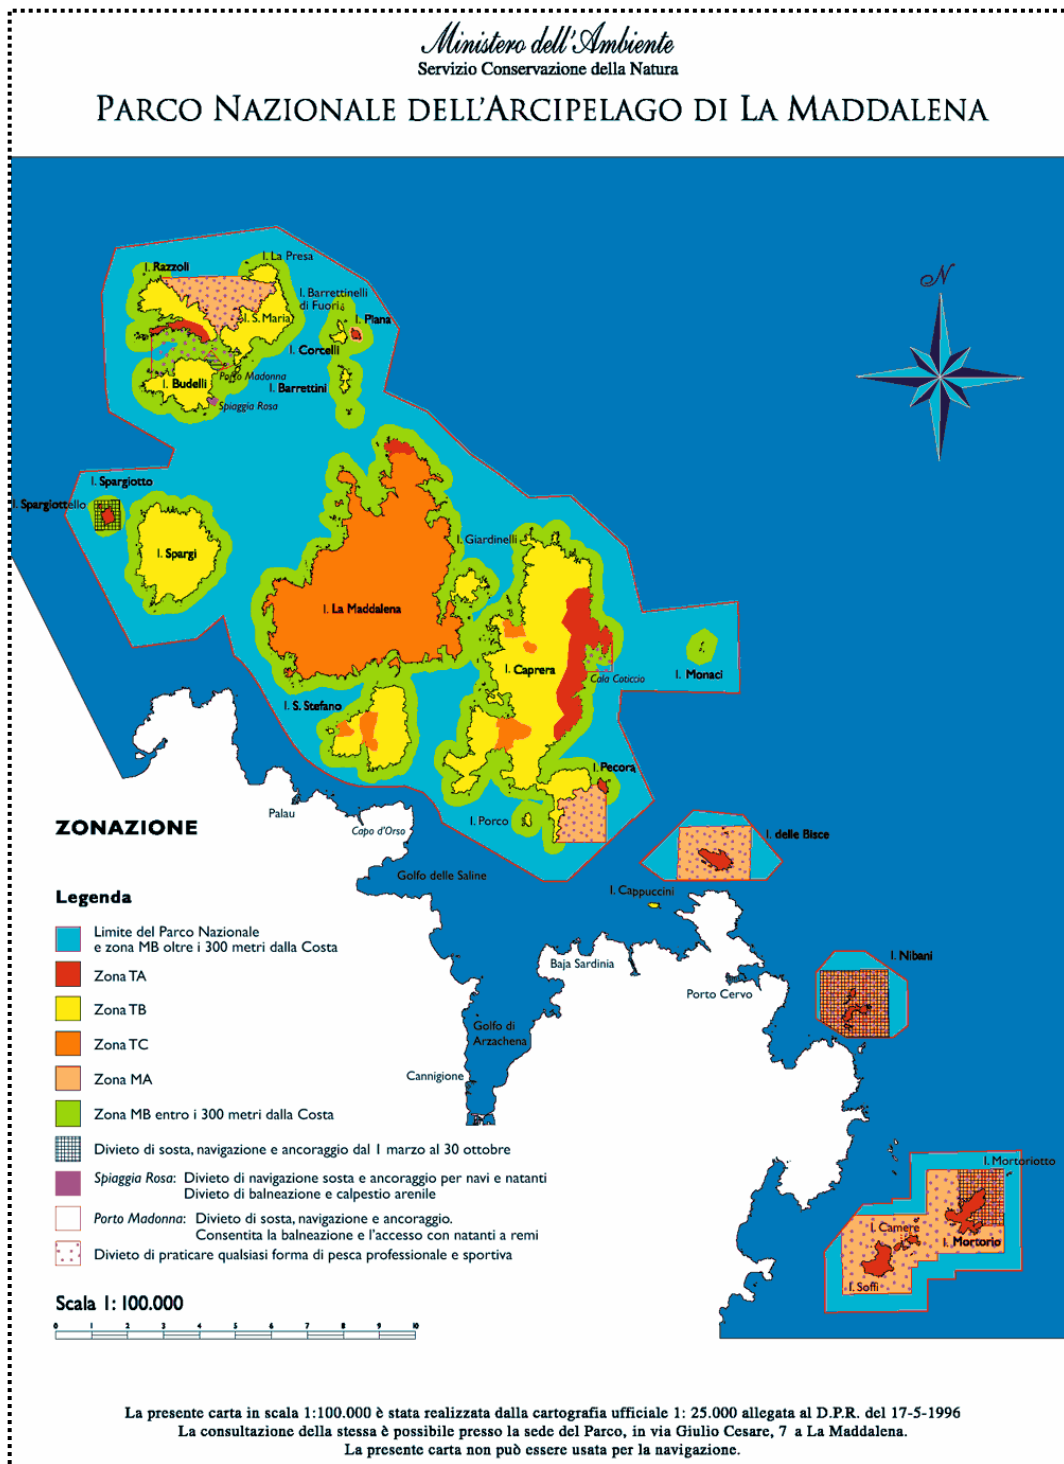 Ministero dell'Ambiente
Servizio Conservazione della Natura
PARCO NAZIONALE DELL'ARCIPELAGO DI LA MADDALENA
N
I. La Presa
I. Razzoli
I. Barrettinelli
di Fuori
I. S. Maria
I. Piana
I. Corcelli
Porto Madonna
I. Budelli
I. Barrettini
Spiaggia Rosa
I. Spargiotto
I. Spargiottello
I. Spargi
I. Giardinelli
I. La Maddalena
I. Caprera
Cala Coticcio
I. Monaci
I. S. Stefano
I. Pecora
Palau
I. Porco
Capo d'Orso
I. delle Bisce
Golfo delle Saline
I. Cappuccini
I. Nibani
Baja Sardinia
Porto Cervo
Golfo di
Arzachena
Cannigione
I. Mortoriotto
I. Camere
I. Mortorio
I. Soffi
ZONAZIONE
Legenda
Limite del Parco Nazionale
e zona MB oltre i 300 metri dalla Costa
Zona TA
Zona TB
Zona TC
Zona MA
Zona MB entro i 300 metri dalla Costa
Divieto di sosta, navigazione e ancoraggio dal 1 marzo al 30 ottobre
Spiaggia Rosa: Divieto di navigazione sosta e ancoraggio per navi e natanti
Divieto di balneazione e calpestio arenile
Porto Madonna: Divieto di sosta, navigazione e ancoraggio.
Consentita la balneazione e l'accesso con natanti a remi
Divieto di praticare qualsiasi forma di pesca professionale e sportiva
Scala 1: 100.000
0 1 2 3 4 5 6 7 8 9 10
La presente carta in scala 1:100.000 è stata realizzata dalla cartografia ufficiale 1: 25.000 allegata al D.P.R. del 17-5-1996
La consultazione della stessa è possibile presso la sede del Parco, in via Giulio Cesare, 7 a La Maddalena.
La presente carta non può essere usata per la navigazione.